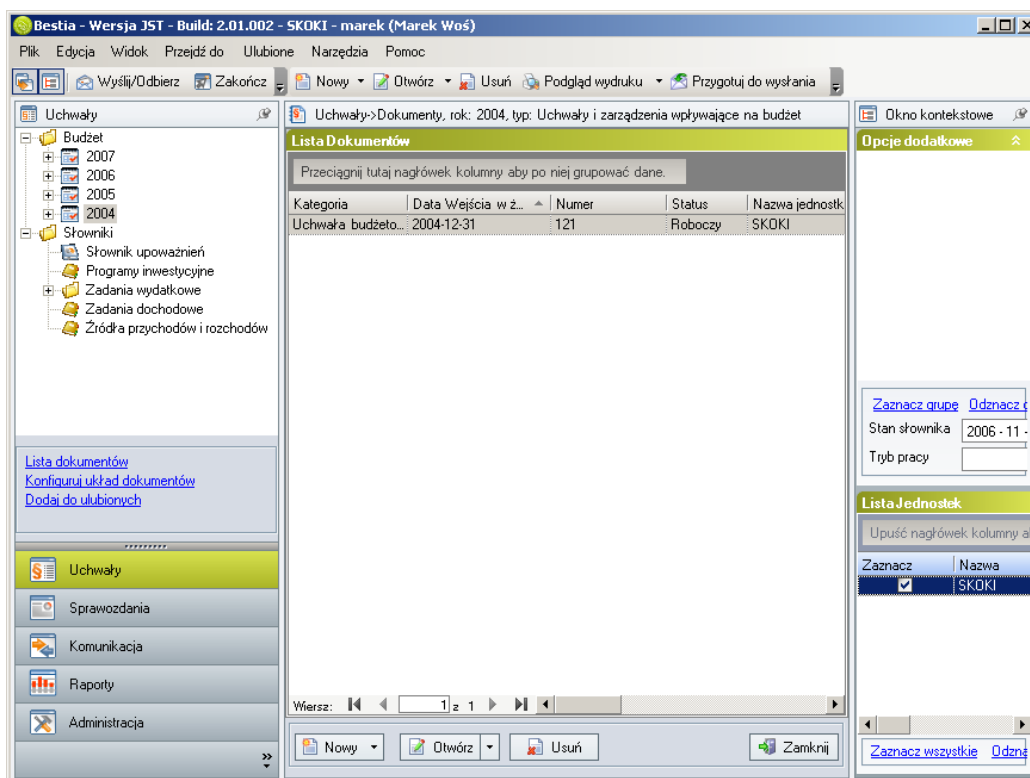 Bestia - Wersja JST - Build: 2.01.002 - SKOKI - marek (Marek Woś)
Plik Edycja Widok Przejdź do Ulubione Narzędzia Pomoc
Wyślij/Odbierz Zakończ Nowy Otwórz Usuń Podgląd wydruku Przygotuj do wysłania
Uchwały
Budżet
2007
2006
2005
2004
Słowniki
Słownik upoważnień
Programy inwestycyjne
Zadania wydatkowe
Zadania dochodowe
Źródła przychodów i rozchodów
Lista dokumentów
Konfiguruj układ dokumentów
Dodaj do ulubionych
Uchwały
Sprawozdania
Komunikacja
Raporty
Administracja
Uchwały->Dokumenty, rok: 2004, typ: Uchwały i zarządzenia wpływające na budżet
Lista Dokumentów
Przeciągnij tutaj nagłówek kolumny aby po niej grupować dane.
Kategoria Data Wejścia w ż... Numer Status Nazwa jednostk
Uchwała budżeto... 2004-12-31 121 Roboczy SKOKI
Wiersz: 1 z 1
Nowy Otwórz Usuń Zamknij
Okno kontekstowe
Opcje dodatkowe
Zaznacz grupę Odznacz g
Stan słownika 2006 - 11 -
Tryb pracy
Lista Jednostek
Upuść nagłówek kolumny a
Zaznacz Nazwa
SKOKI
Zaznacz wszystkie Odzna